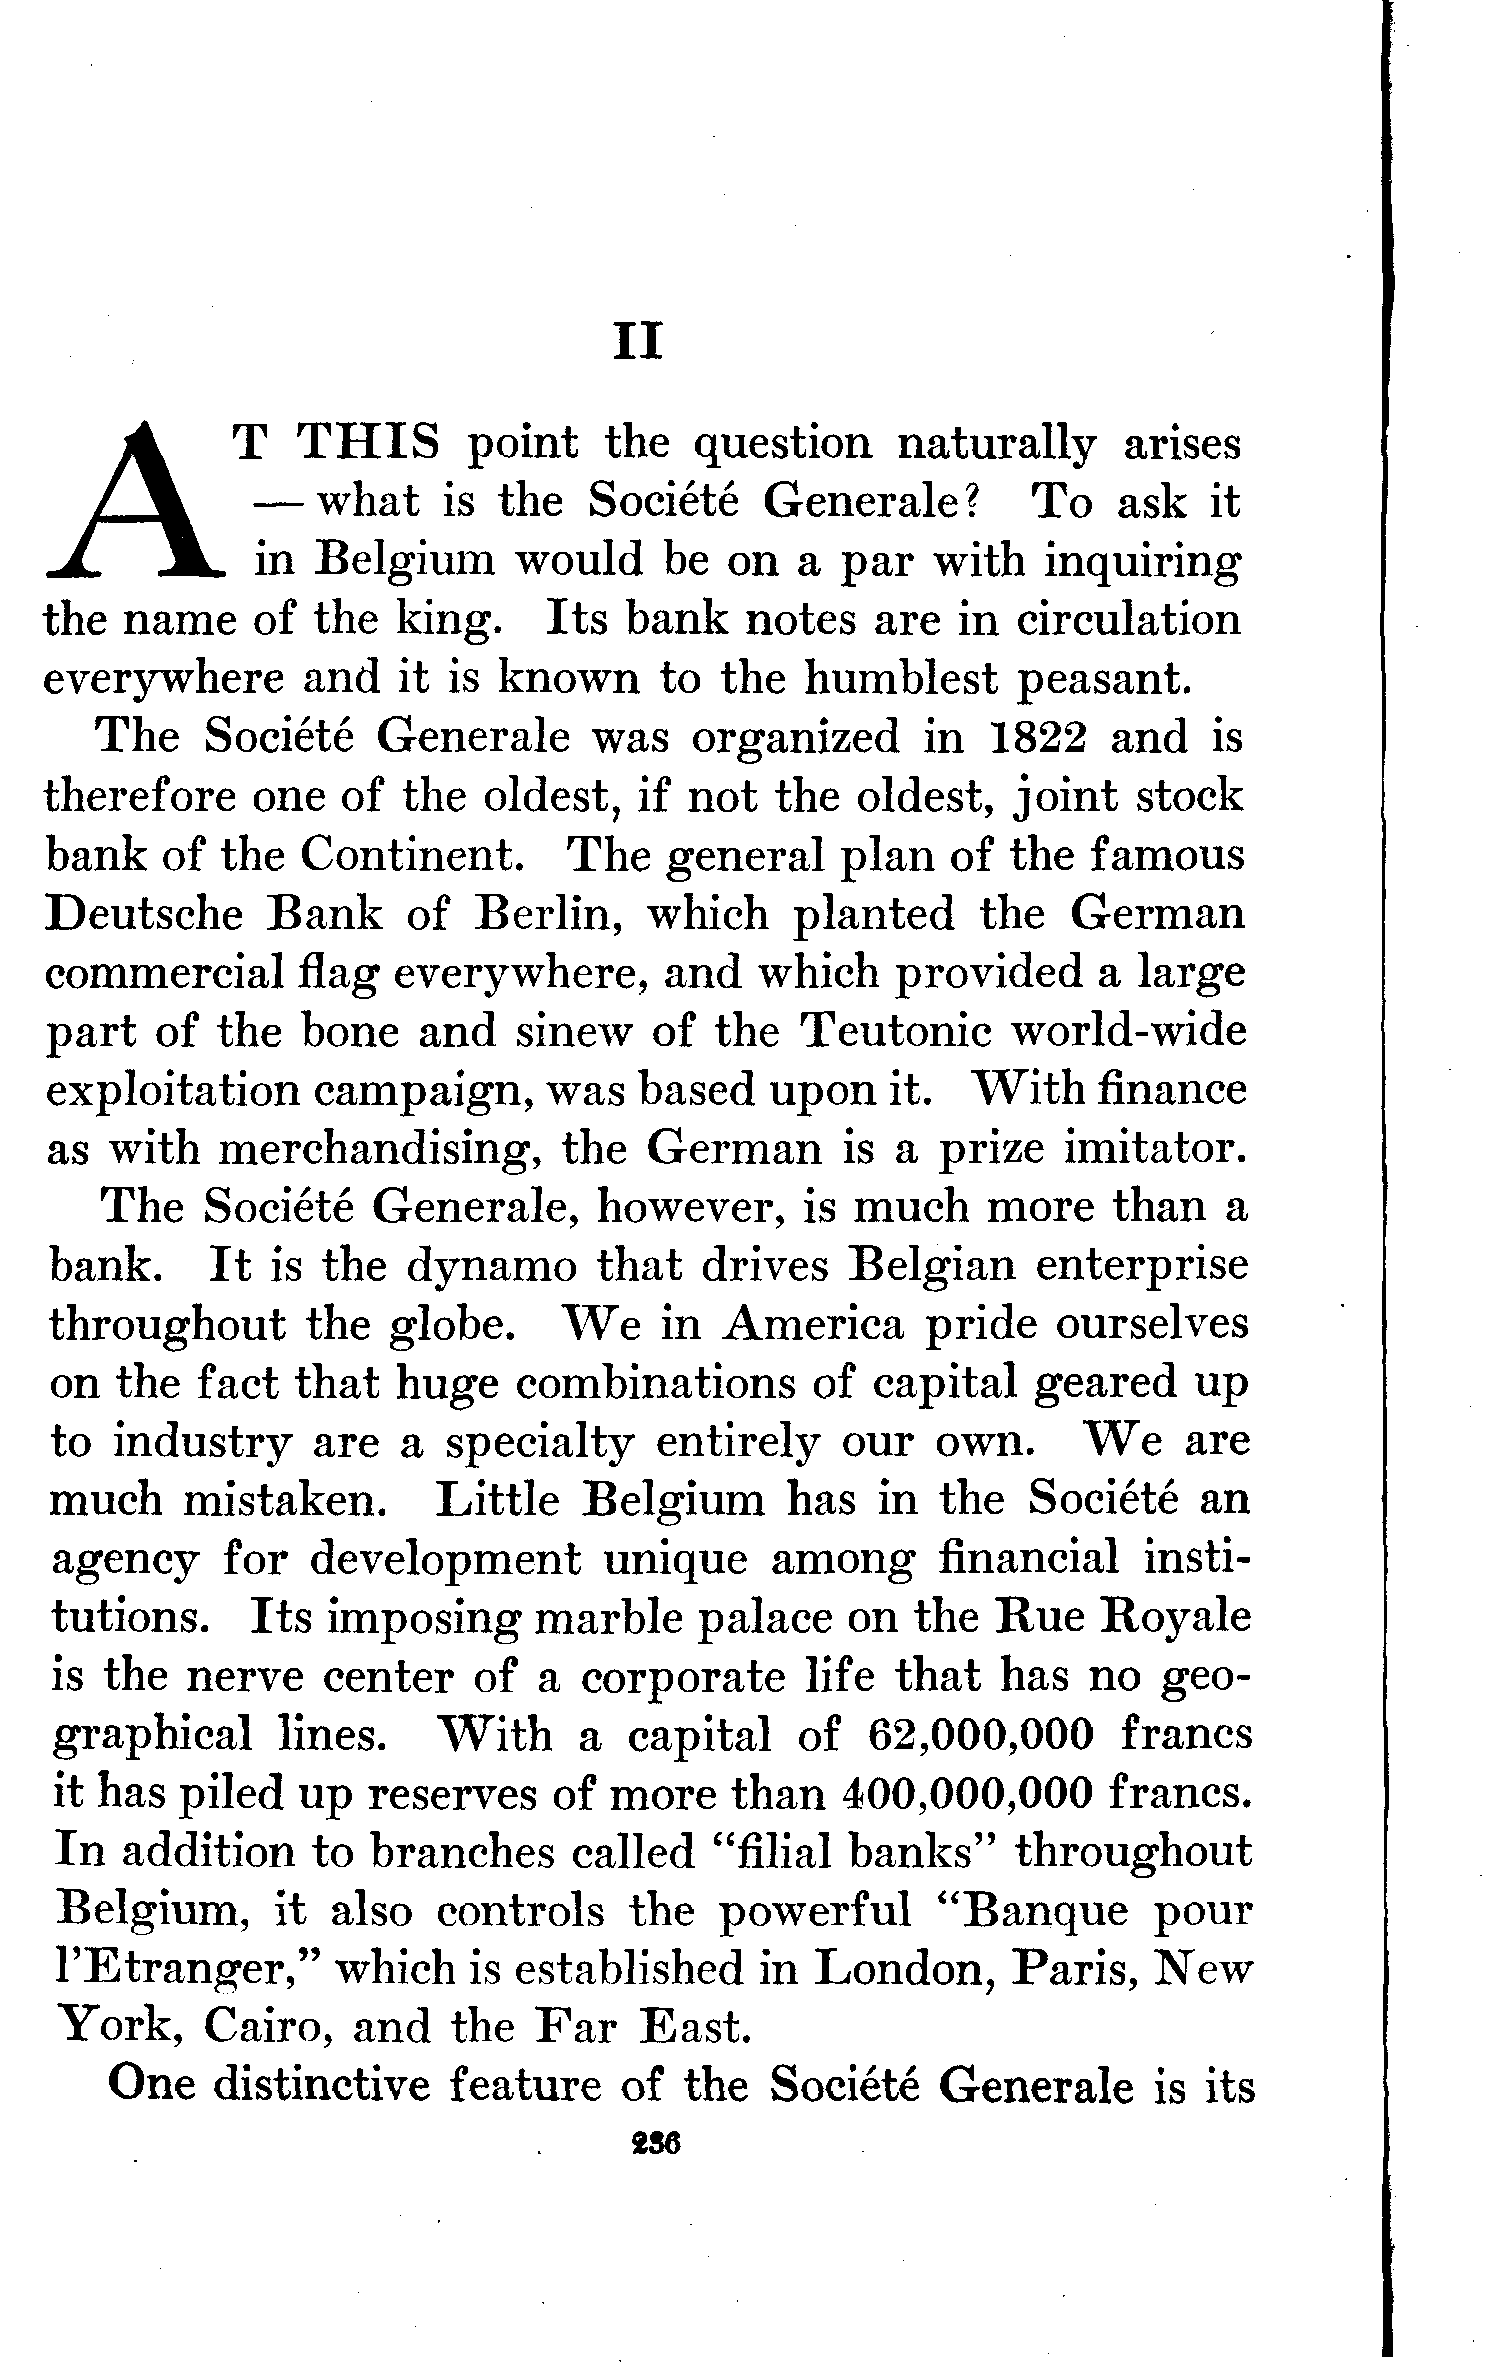 II
AT THIS point the question naturally arises
— what is the Société Generale? To ask it
in Belgium would be on a par with inquiring
the name of the king. Its bank notes are in circulation
everywhere and it is known to the humblest peasant.
The Société Generale was organized in 1822 and is
therefore one of the oldest, if not the oldest, joint stock
bank of the Continent. The general plan of the famous
Deutsche Bank of Berlin, which planted the German
commercial flag everywhere, and which provided a large
part of the bone and sinew of the Teutonic world-wide
exploitation campaign, was based upon it. With finance
as with merchandising, the German is a prize imitator.
The Société Generale, however, is much more than a
bank. It is the dynamo that drives Belgian enterprise
throughout the globe. We in America pride ourselves
on the fact that huge combinations of capital geared up
to industry are a specialty entirely our own. We are
much mistaken. Little Belgium has in the Société an
agency for development unique among financial insti-
tutions. Its imposing marble palace on the Rue Royale
is the nerve center of a corporate life that has no geo-
graphical lines. With a capital of 62,000,000 francs
it has piled up reserves of more than 400,000,000 francs.
In addition to branches called “filial banks” throughout
Belgium, it also controls the powerful “Banque pour
l’Etranger,” which is established in London, Paris, New
York, Cairo, and the Far East.
One distinctive feature of the Société Generale is its
236